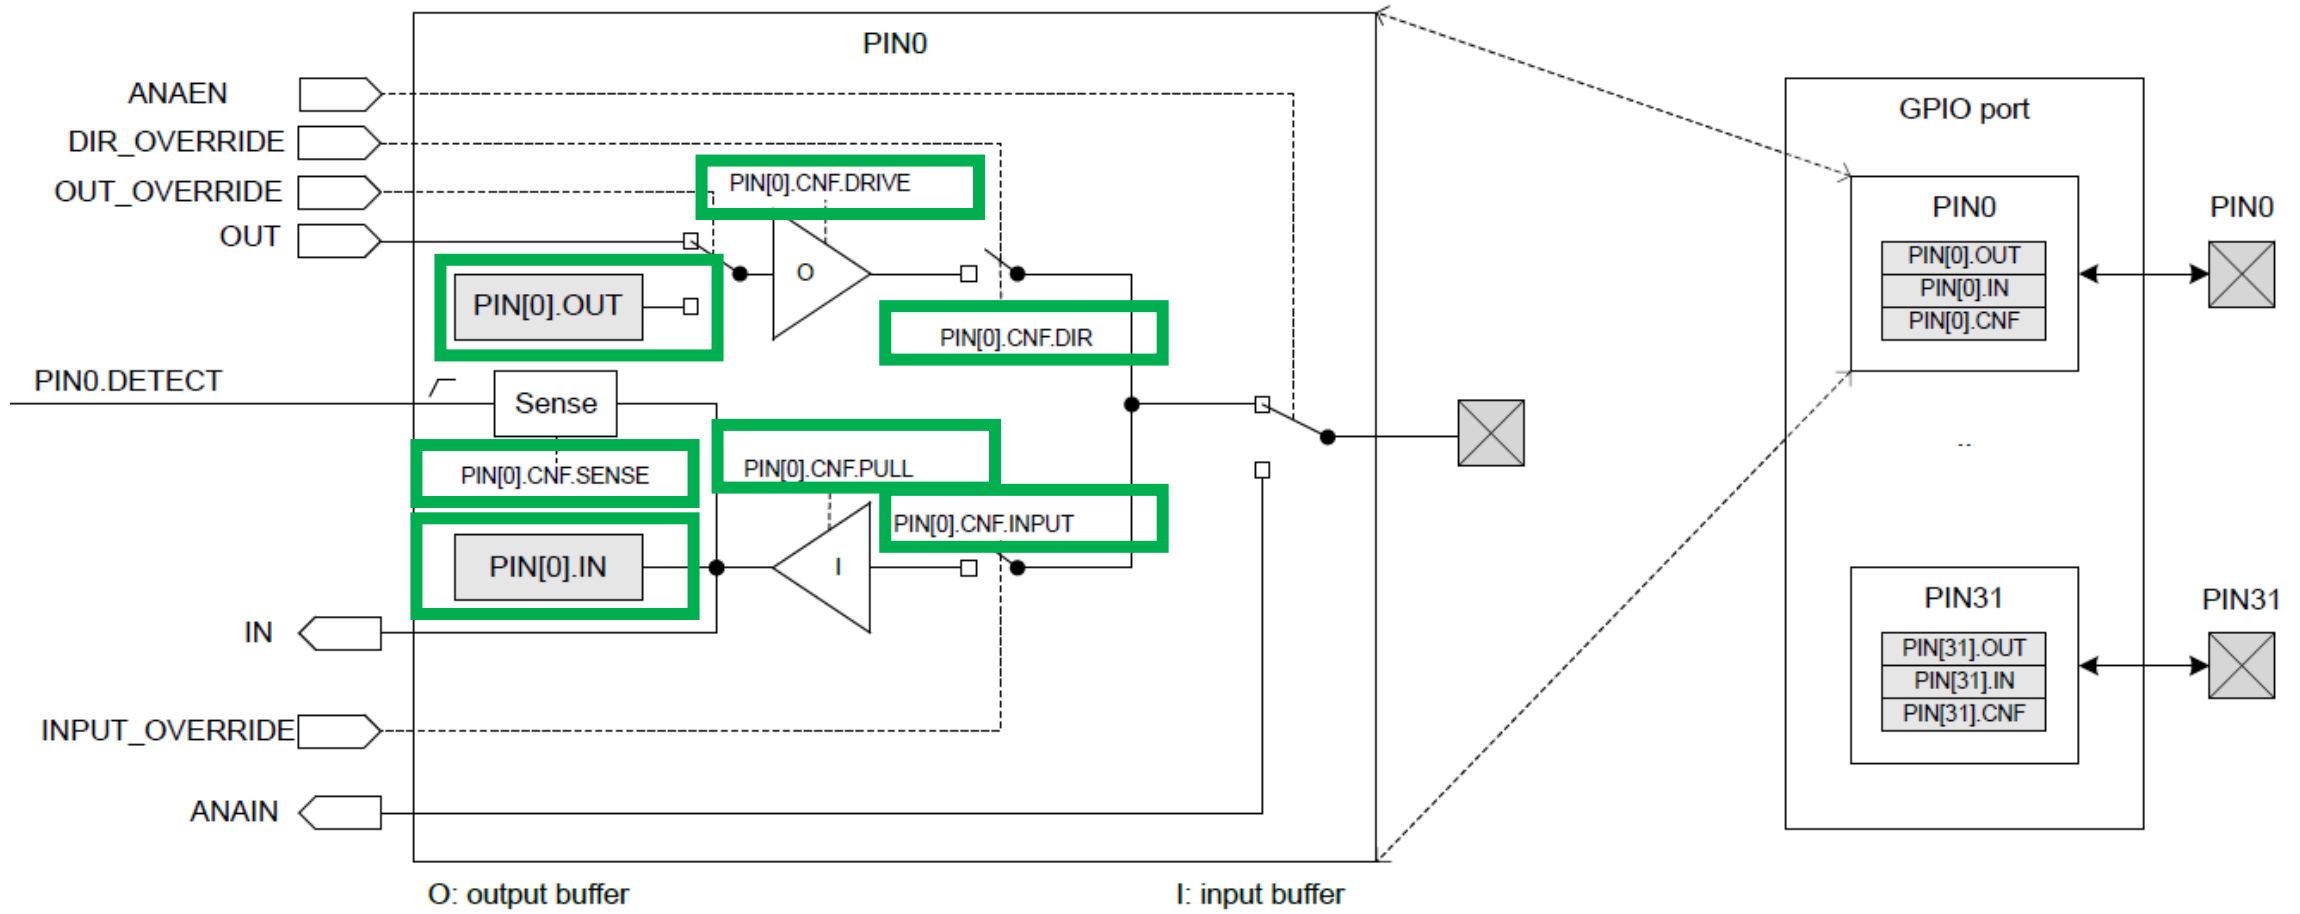 PIN0
ANAEN
DIR_OVERRIDE
OUT_OVERRIDE
OUT
PIN[0].CNF.DRIVE
O
PIN[0].OUT
PIN[0].CNF.DIR
PIN0.DETECT
Sense
PIN[0].CNF.SENSE
PIN[0].CNF.PULL
PIN[0].CNF.INPUT
PIN[0].IN
I
IN
INPUT_OVERRIDE
ANAIN
O: output buffer
I: input buffer
GPIO port
PIN0
PIN[0].OUT
PIN[0].IN
PIN[0].CNF
PIN0
..
PIN31
PIN[31].OUT
PIN[31].IN
PIN[31].CNF
PIN31